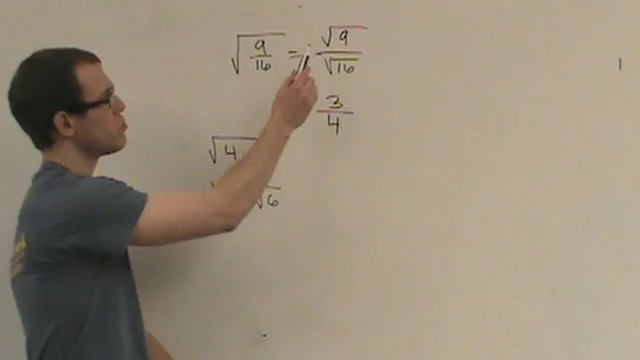 √9/16 = √9/√16
3/4
√4
√6